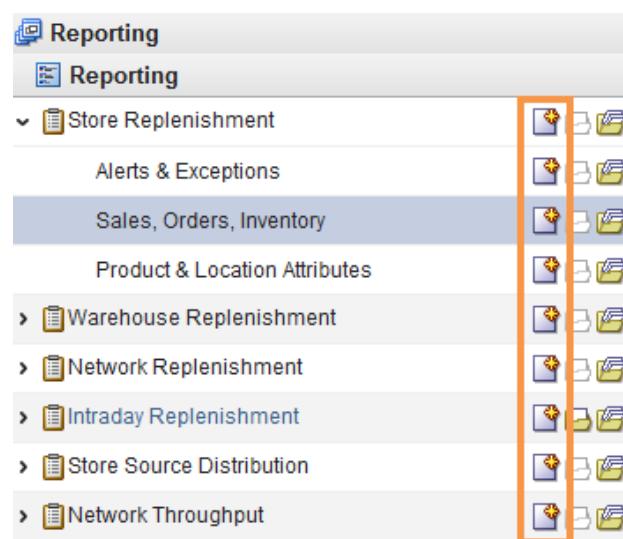 Reporting
Reporting
Store Replenishment
Alerts & Exceptions
Sales, Orders, Inventory
Product & Location Attributes
Warehouse Replenishment
Network Replenishment
Intraday Replenishment
Store Source Distribution
Network Throughput